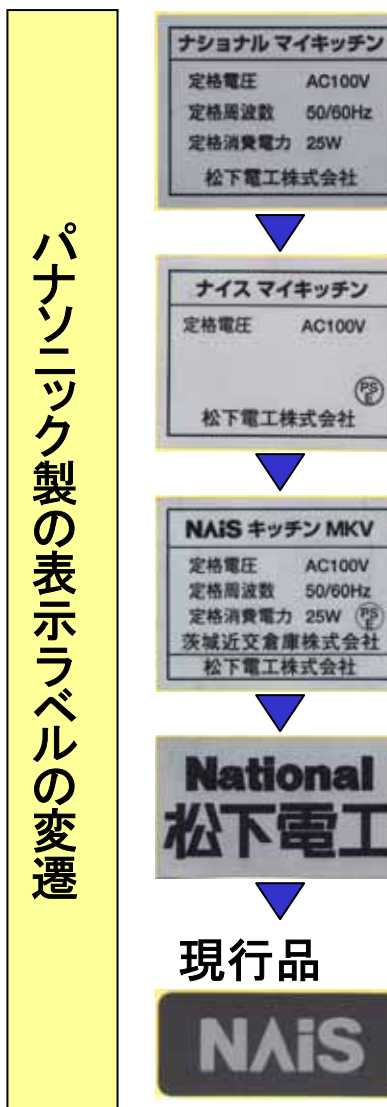 パナソニック製の表示ラベルの変遷
ナショナル マイキッチン
定格電圧 AC100V
定格周波数 50/60Hz
定格消費電力 25W
松下電工株式会社
ナイス マイキッチン
定格電圧 AC100V
PS
E
松下電工株式会社
NAiS キッチン MKV
定格電圧 AC100V
定格周波数 50/60Hz
定格消費電力 25W PS
E
茨城近交倉庫株式会社
松下電工株式会社
National
松下電工
現行品
NAiS